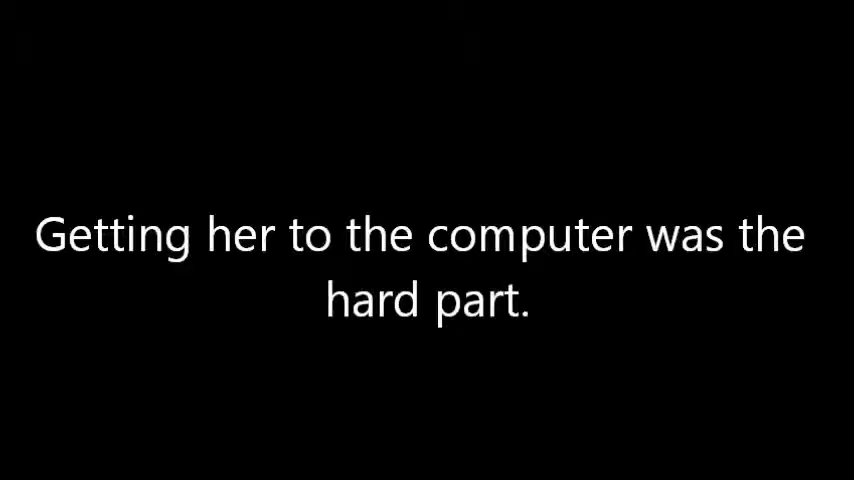 Getting her to the computer was the
hard part.